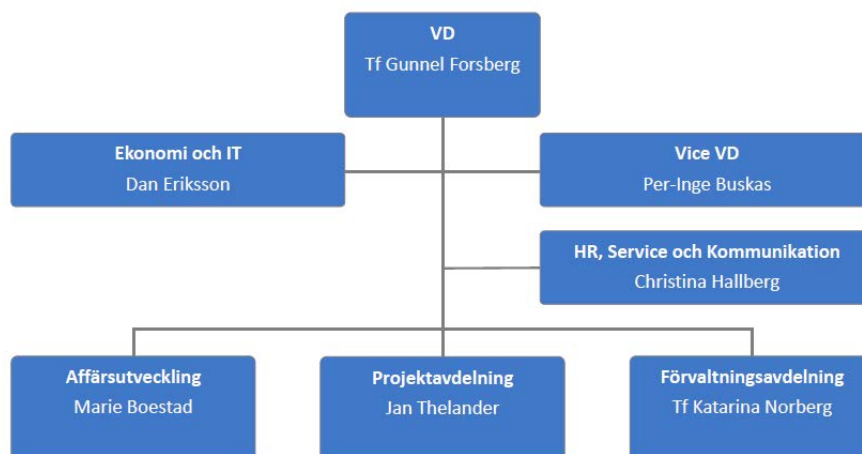 VD
Tf Gunnel Forsberg
Ekonomi och IT
Dan Eriksson
Vice VD
Per-Inge Buskas
HR, Service och Kommunikation
Christina Hallberg
Affärsutveckling
Marie Boestad
Projektavdelning
Jan Thelander
Förvaltningsavdelning
Tf Katarina Norberg